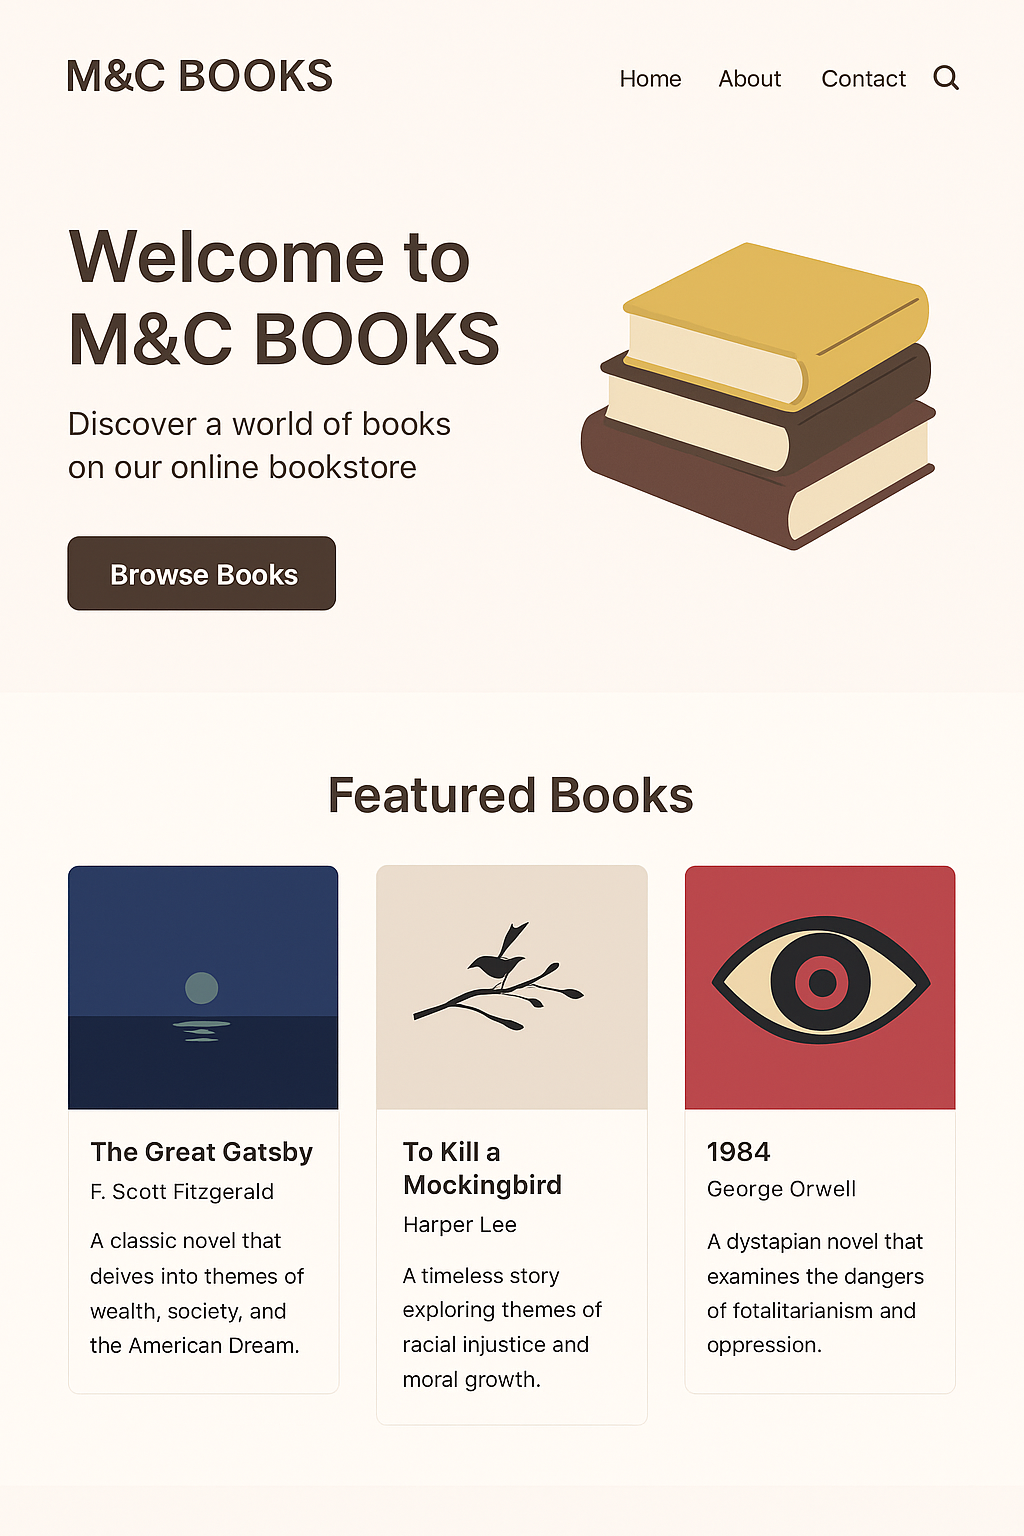 M&C BOOKS
Home About Contact
Welcome to
M&C BOOKS
Discover a world of books
on our online bookstore
Browse Books
Featured Books
The Great Gatsby
F. Scott Fitzgerald
A classic novel that
deives into themes of
wealth, society, and
the American Dream.
To Kill a
Mockingbird
Harper Lee
A timeless story
exploring themes of
racial injustice and
moral growth.
1984
George Orwell
A dystapian novel that
examines the dangers
of fotalitarianism and
oppression.